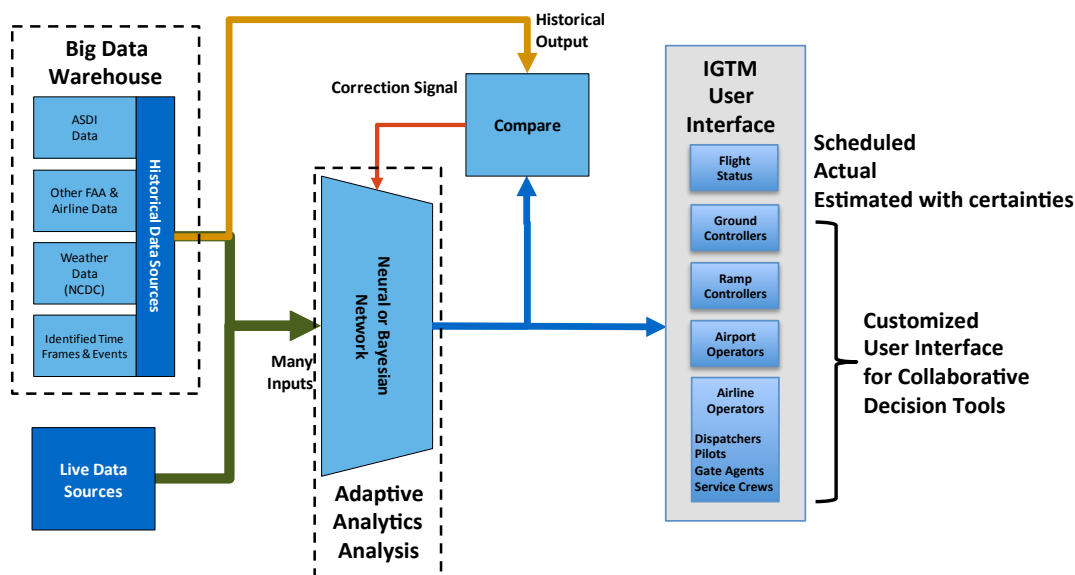 Big Data
Warehouse
ASDI
Data
Other FAA &
Airline Data
Weather
Data
(NCDC)
Identified Time
Frames & Events
Historical Data Sources
Live Data
Sources
Many
Inputs
Neural or Bayesian
Network
Adaptive
Analytics
Analysis
Correction Signal
Historical
Output
Compare
IGTM
User
Interface
Flight
Status
Ground
Controllers
Ramp
Controllers
Airport
Operators
Airline
Operators
Dispatchers
Pilots
Gate Agents
Service Crews
Scheduled
Actual
Estimated with certainties
Customized
User Interface
for Collaborative
Decision Tools